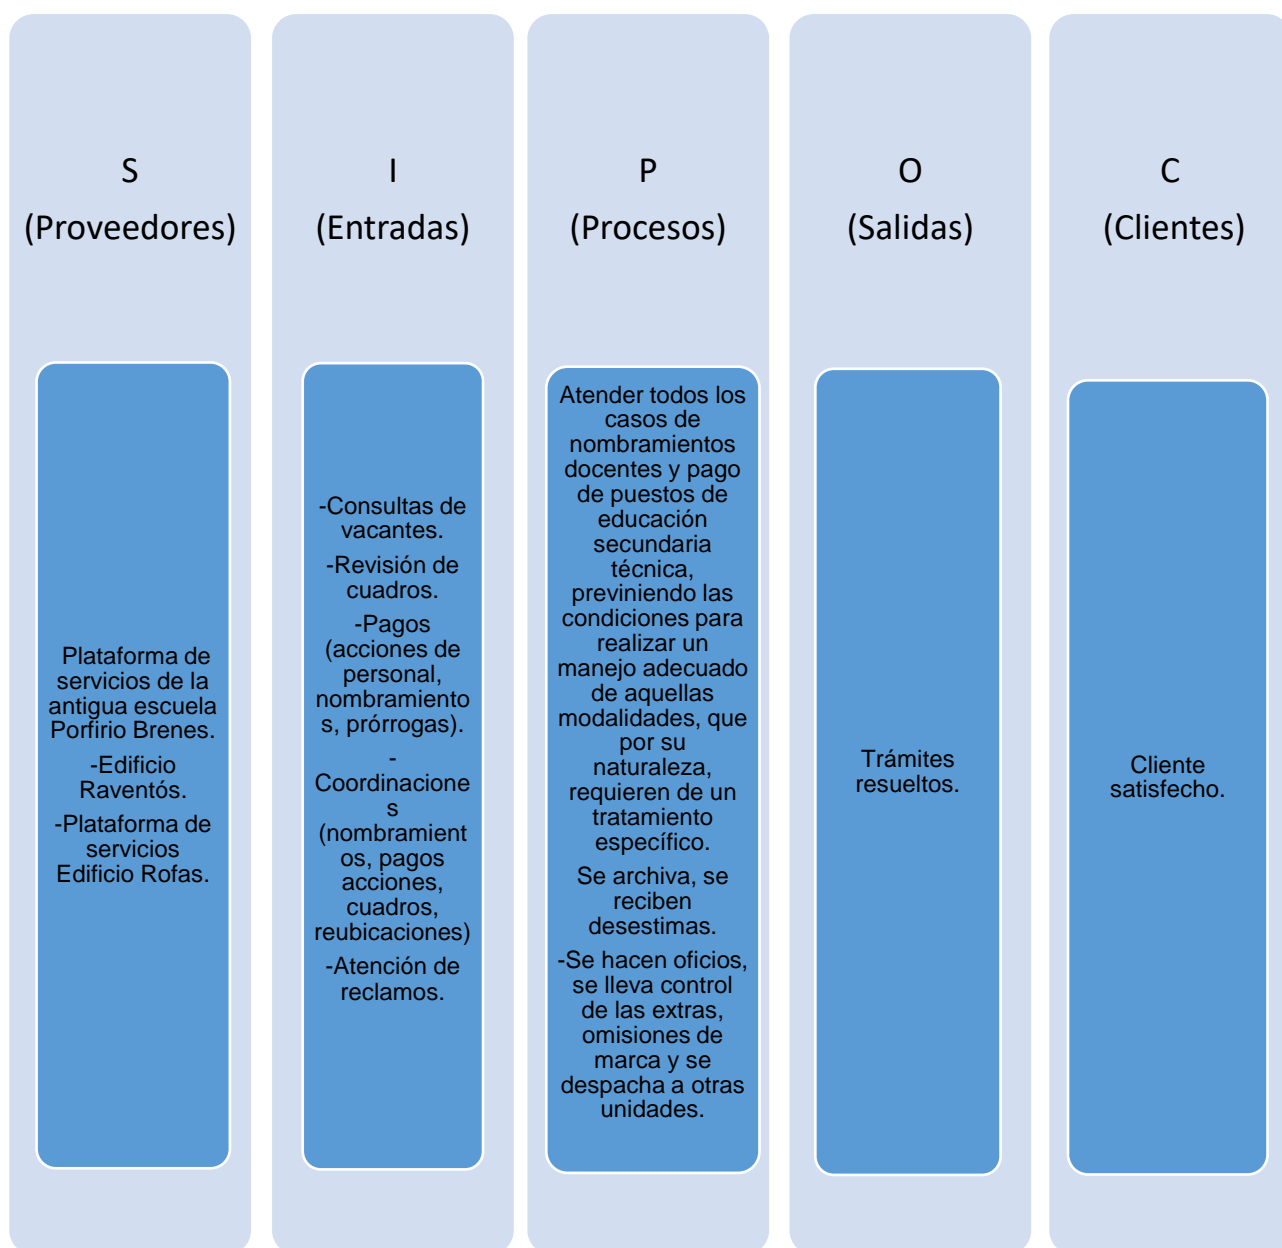 S
(Proveedores)
Plataforma de
servicios de la
antigua escuela
Porfirio Brenes.
-Edificio
Raventós.
-Plataforma de
servicios
Edificio Rofas.
I
(Entradas)
-Consultas de
vacantes.
-Revisión de
cuadros.
-Pagos
(acciones de
personal,
nombramiento
s, prórrogas).
-
Coordinacione
s
(nombramient
os, pagos
acciones,
cuadros,
reubicaciones)
-Atención de
reclamos.
P
(Procesos)
Atender todos los
casos de
nombramientos
docentes y pago
de puestos de
educación
secundaria
técnica,
previniendo las
condiciones para
realizar un
manejo adecuado
de aquellas
modalidades, que
por su
naturaleza,
requieren de un
tratamiento
específico.
Se archiva, se
reciben
desestimas.
-Se hacen oficios,
se lleva control
de las extras,
omisiones de
marca y se
despacha a otras
unidades.
O
(Salidas)
Trámites
resueltos.
C
(Clientes)
Cliente
satisfecho.